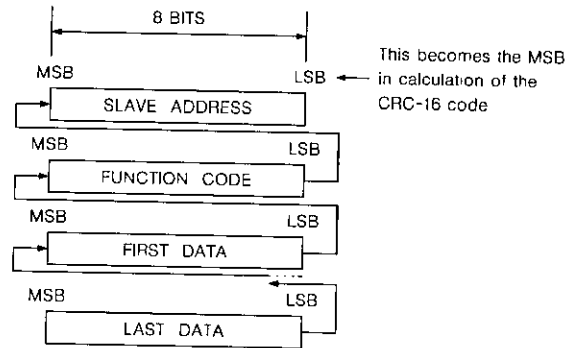 8 BITS
MSB LSB
This becomes the MSB
in calculation of the
CRC-16 code
SLAVE ADDRESS
MSB LSB
FUNCTION CODE
MSB LSB
FIRST DATA
MSB LSB
LAST DATA